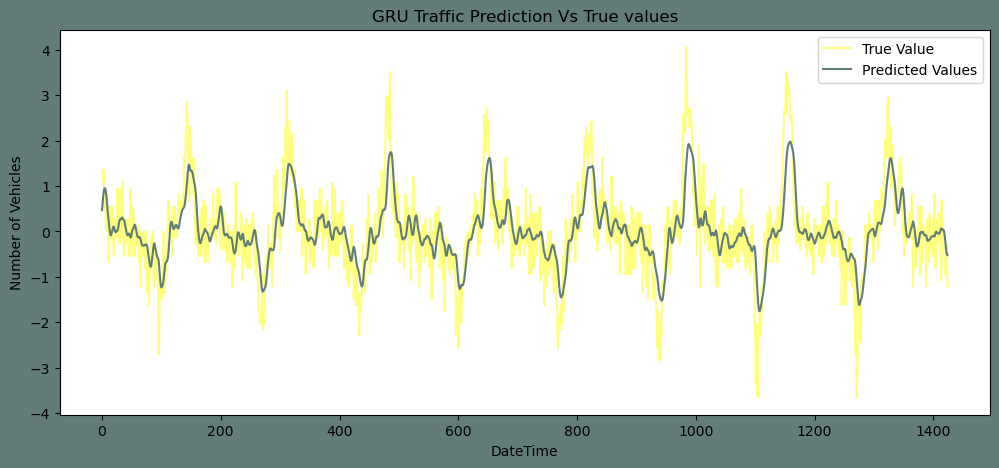 GRU Traffic Prediction Vs True values
True Value
Predicted Values
Number of Vehicles
4
3
2
1
0
−1
−2
−3
−4
0 200 400 600 800 1000 1200 1400
DateTime